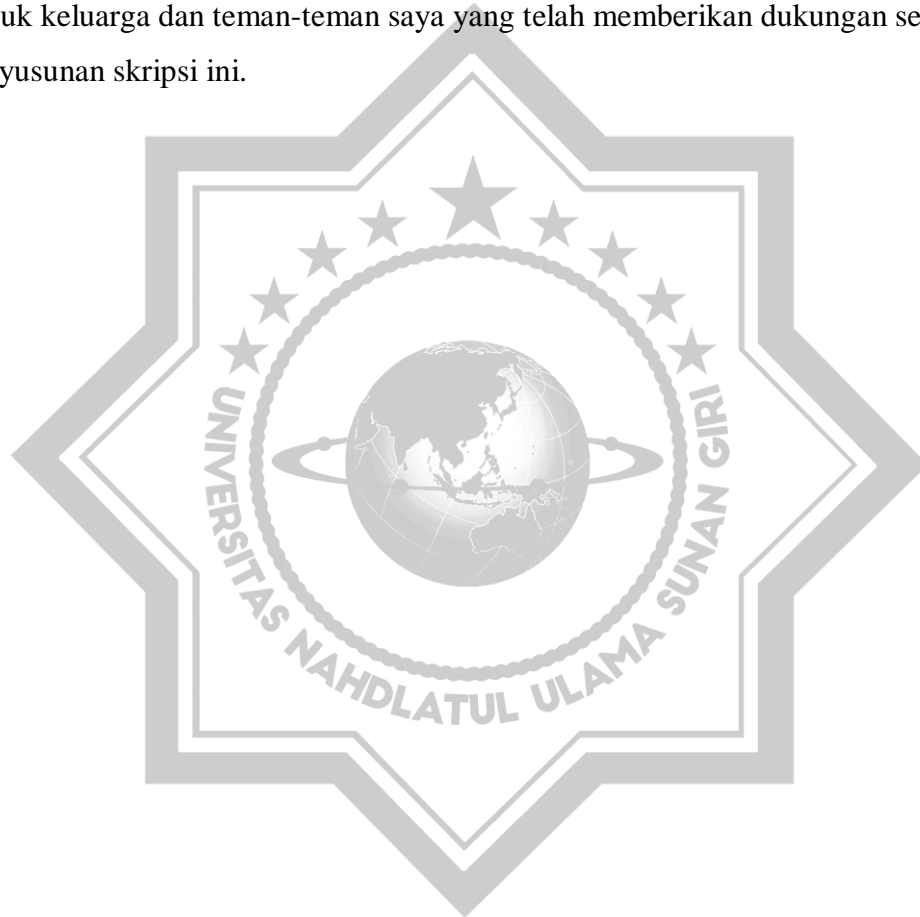 uk keluarga dan teman-teman saya yang telah memberikan dukungan se
yusunan skripsi ini.
UNIVERSITAS NAHDLATUL ULAMA SUNAN GIRI